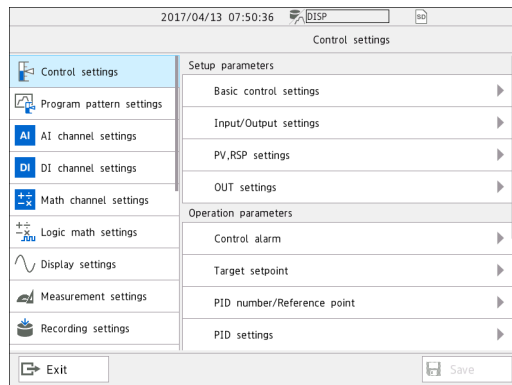 2017/04/13 07:50:36 DISP SD
Control settings
Control settings
Program pattern settings
AI AI channel settings
DI DI channel settings
Math channel settings
Logic math settings
Display settings
Measurement settings
Recording settings
Setup parameters
Basic control settings
Input/Output settings
PV,RSP settings
OUT settings
Operation parameters
Control alarm
Target setpoint
PID number/Reference point
PID settings
Exit
Save